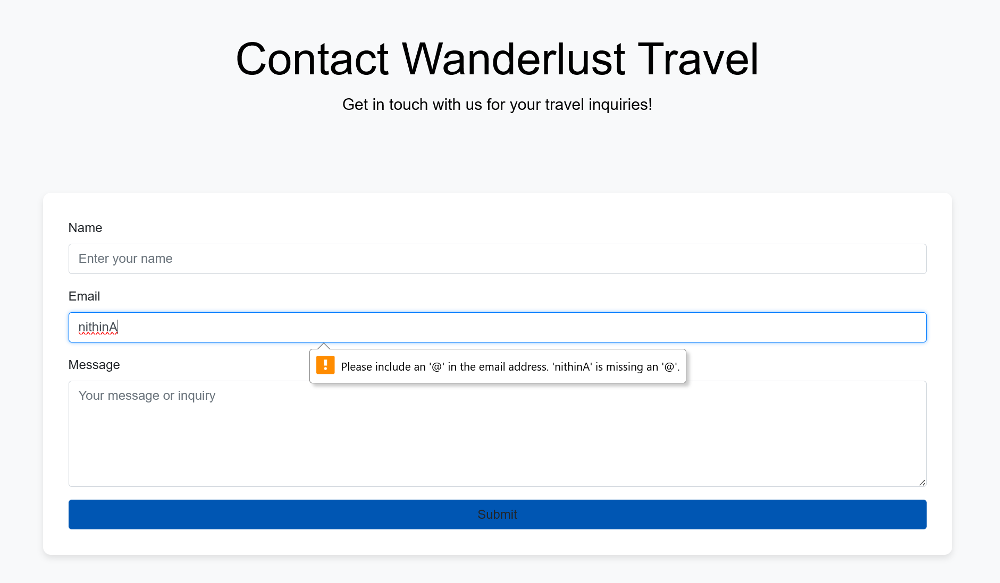 Contact Wanderlust Travel
Get in touch with us for your travel inquiries!
Name
Enter your name
Email
nithinA
Please include an '@' in the email address. 'nithinA' is missing an '@'.
Message
Your message or inquiry
Submit